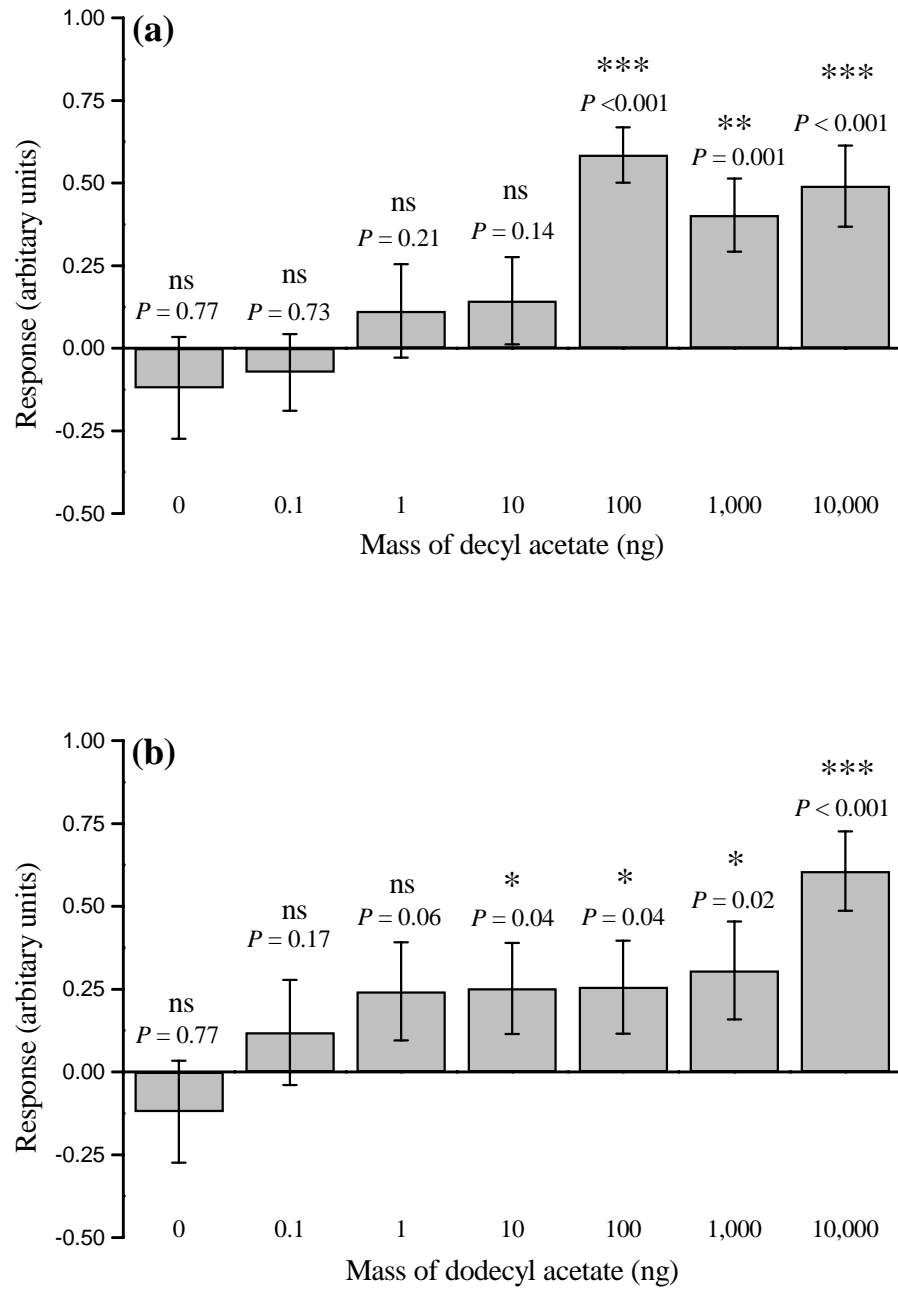 (a)
Response (arbitary units)
1.00
0.75
0.50
0.25
0.00
-0.25
-0.50
ns
P = 0.77
ns
P = 0.73
ns
P = 0.21
ns
P = 0.14
***
P <0.001
**
P = 0.001
***
P < 0.001
0 0.1 1 10 100 1,000 10,000
Mass of decyl acetate (ng)
(b)
Response (arbitary units)
1.00
0.75
0.50
0.25
0.00
-0.25
-0.50
ns
P = 0.77
ns
P = 0.17
ns
P = 0.06
*
P = 0.04
*
P = 0.04
*
P = 0.02
***
P < 0.001
0 0.1 1 10 100 1,000 10,000
Mass of dodecyl acetate (ng)